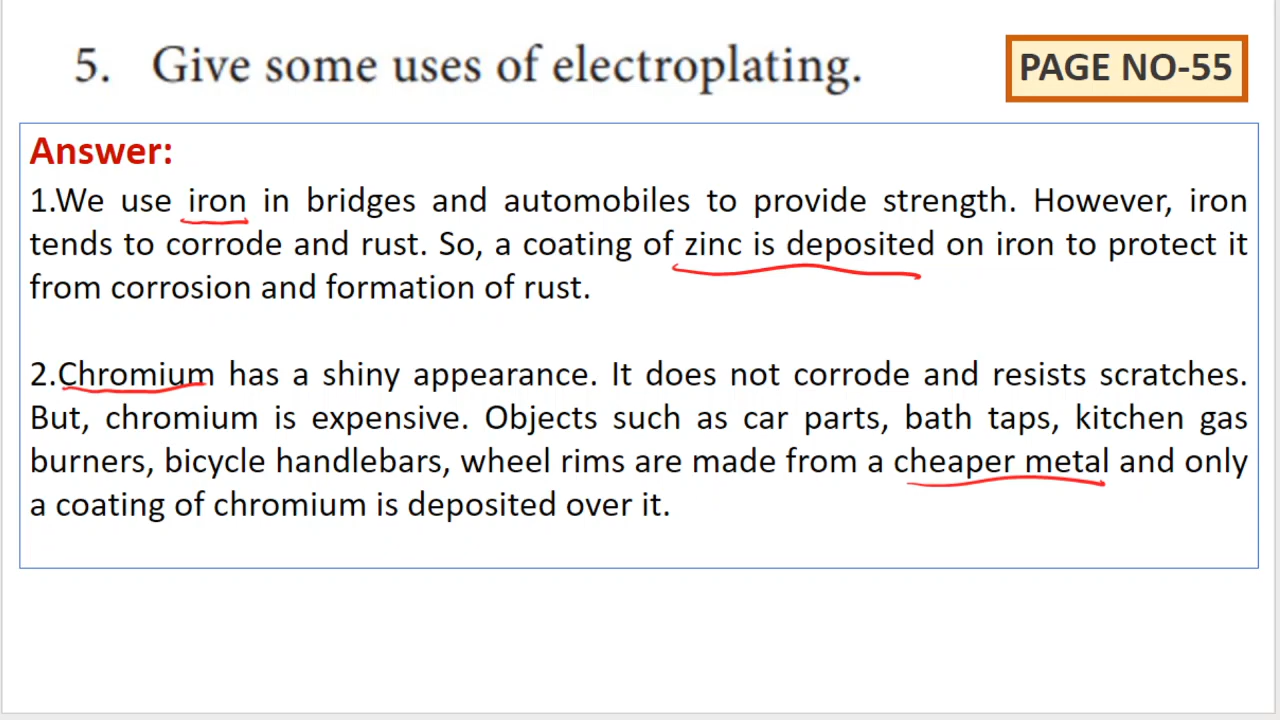 5. Give some uses of electroplating.
PAGE NO-55
Answer:
1.We use iron in bridges and automobiles to provide strength. However, iron
tends to corrode and rust. So, a coating of zinc is deposited on iron to protect it
from corrosion and formation of rust.
2.Chromium has a shiny appearance. It does not corrode and resists scratches.
But, chromium is expensive. Objects such as car parts, bath taps, kitchen gas
burners, bicycle handlebars, wheel rims are made from a cheaper metal and only
a coating of chromium is deposited over it.